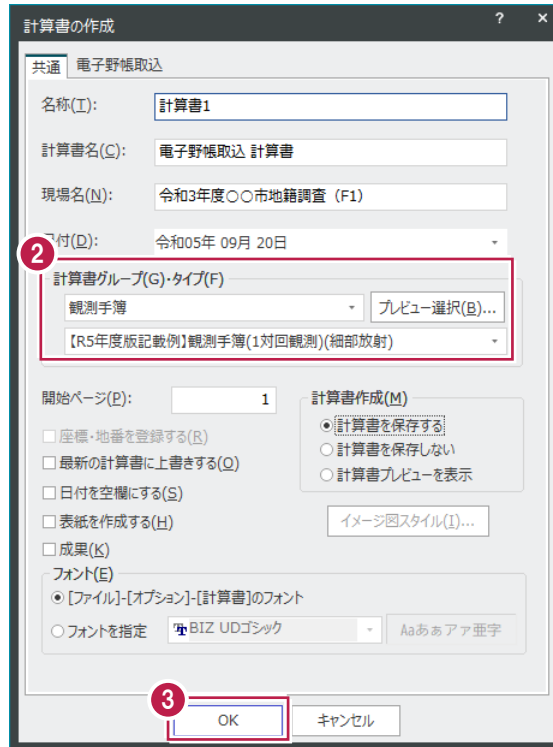 計算書の作成 ? ×
共通 電子野帳取込
名称(T): 計算書1
計算書名(C): 電子野帳取込 計算書
現場名(N): 令和3年度○○市地籍調査 (F1)
付(D): 令和05年 09月 20日
2
計算書グループ(G)・タイプ(F)
観測手簿 プレビュー選択(B)...
【R5年度版記載例】観測手簿(1対回観測)(細部放射)
開始ページ(P): 1
計算書作成(M)
計算書を保存する
計算書を保存しない
計算書プレビューを表示
座標・地番を登録する(R)
最新の計算書に上書きする(O)
日付を空欄にする(S)
表紙を作成する(H)
イメージ図スタイル(I)...
成果(K)
フォント(E)
[ファイル]-[オプション]-[計算書]のフォント
フォントを指定 BIZ UDゴシック Aaあぁアァ亜宇
3
OK キャンセル